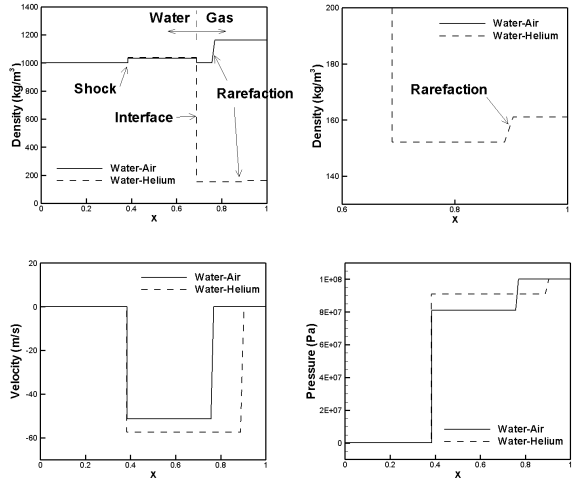 Water Gas
Shock
Interface
Rarefaction
Water-Air
Water-Helium
Density (kg/m³)
1400
1200
1000
800
600
400
200
0
0 0.2 0.4 0.6 0.8 1
X
Water-Air
Water-Helium
Rarefaction
Density (kg/m³)
200
180
160
140
0.6 0.8 1
X
Water-Air
Water-Helium
Velocity (m/s)
20
0
-20
-40
-60
0 0.2 0.4 0.6 0.8 1
X
Water-Air
Water-Helium
Pressure (Pa)
1E+08
8E+07
6E+07
4E+07
2E+07
0
0 0.2 0.4 0.6 0.8 1
X